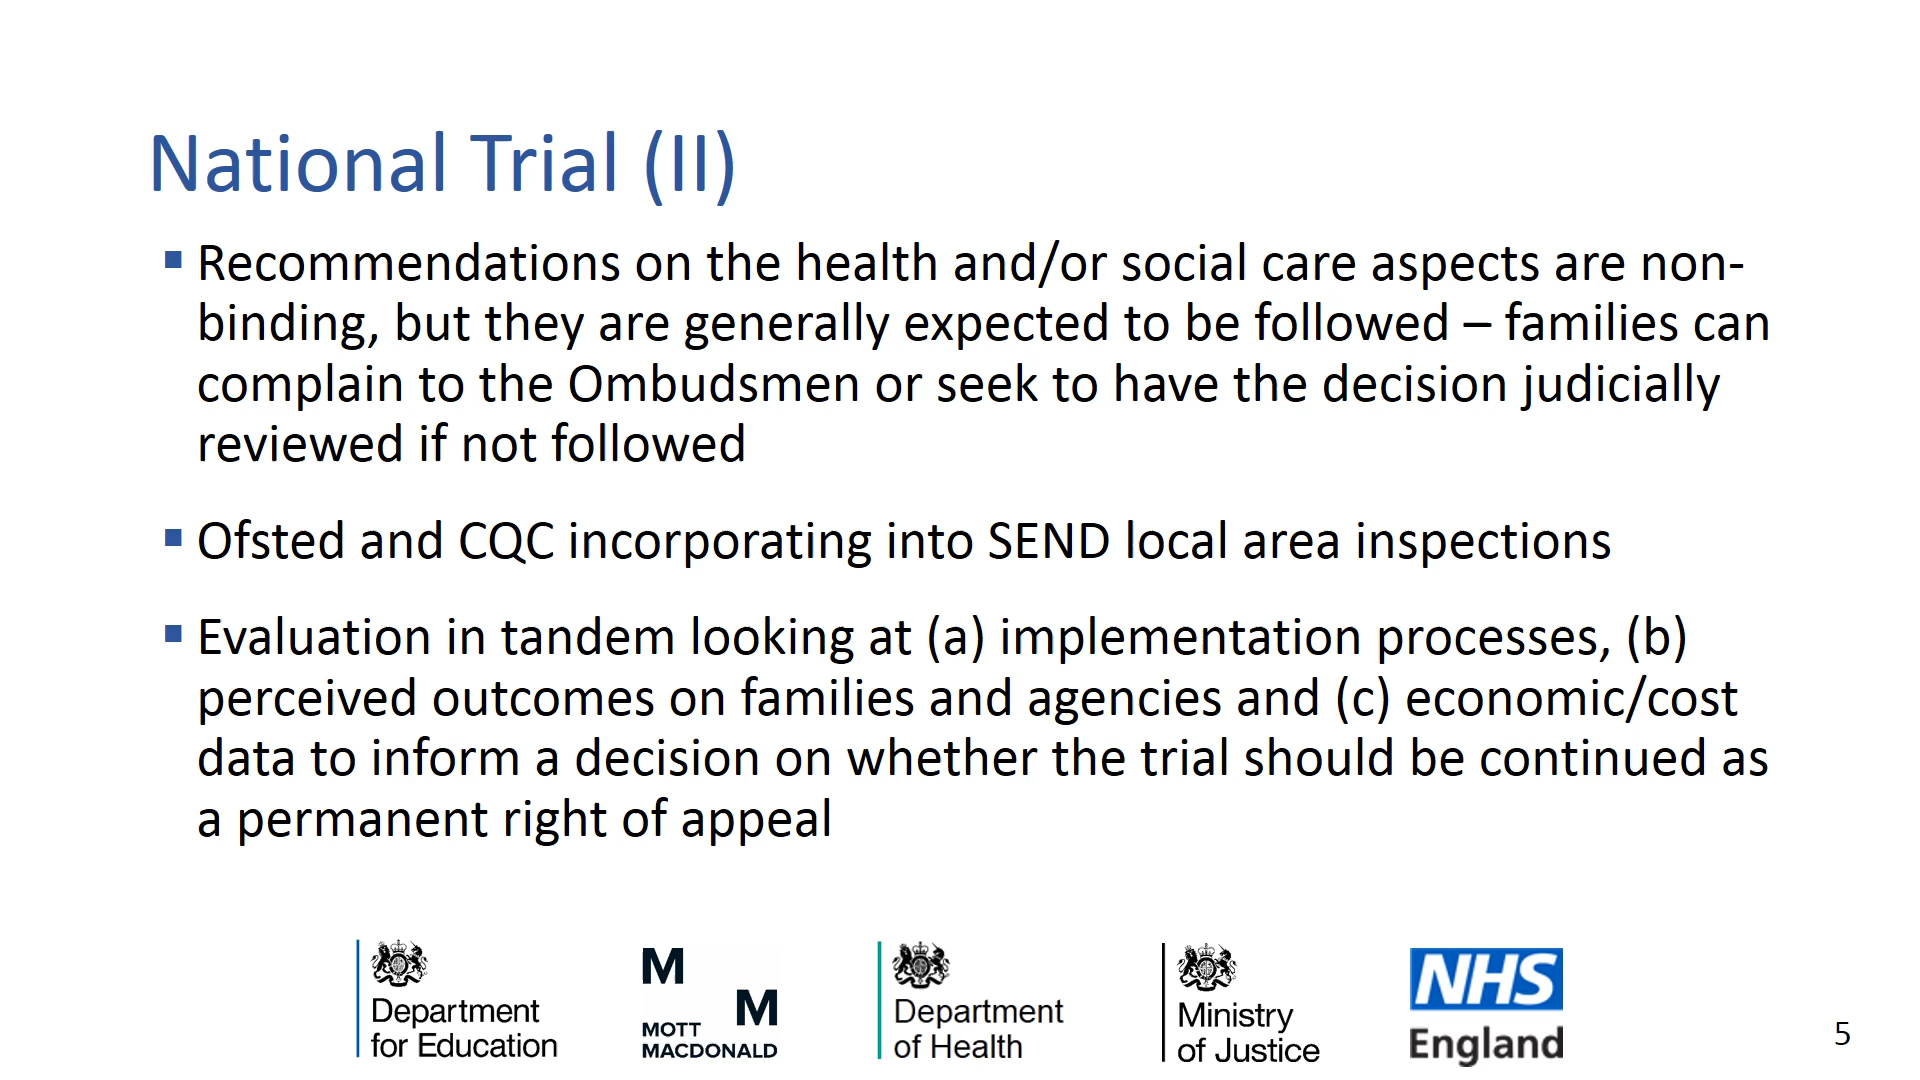 National Trial (II)
▪ Recommendations on the health and/or social care aspects are non-
binding, but they are generally expected to be followed – families can
complain to the Ombudsmen or seek to have the decision judicially
reviewed if not followed
▪ Ofsted and CQC incorporating into SEND local area inspections
▪ Evaluation in tandem looking at (a) implementation processes, (b)
perceived outcomes on families and agencies and (c) economic/cost
data to inform a decision on whether the trial should be continued as
a permanent right of appeal
Department
for Education
M
M
MOTT
MACDONALD
Department
of Health
Ministry
of Justice
NHS
England
5